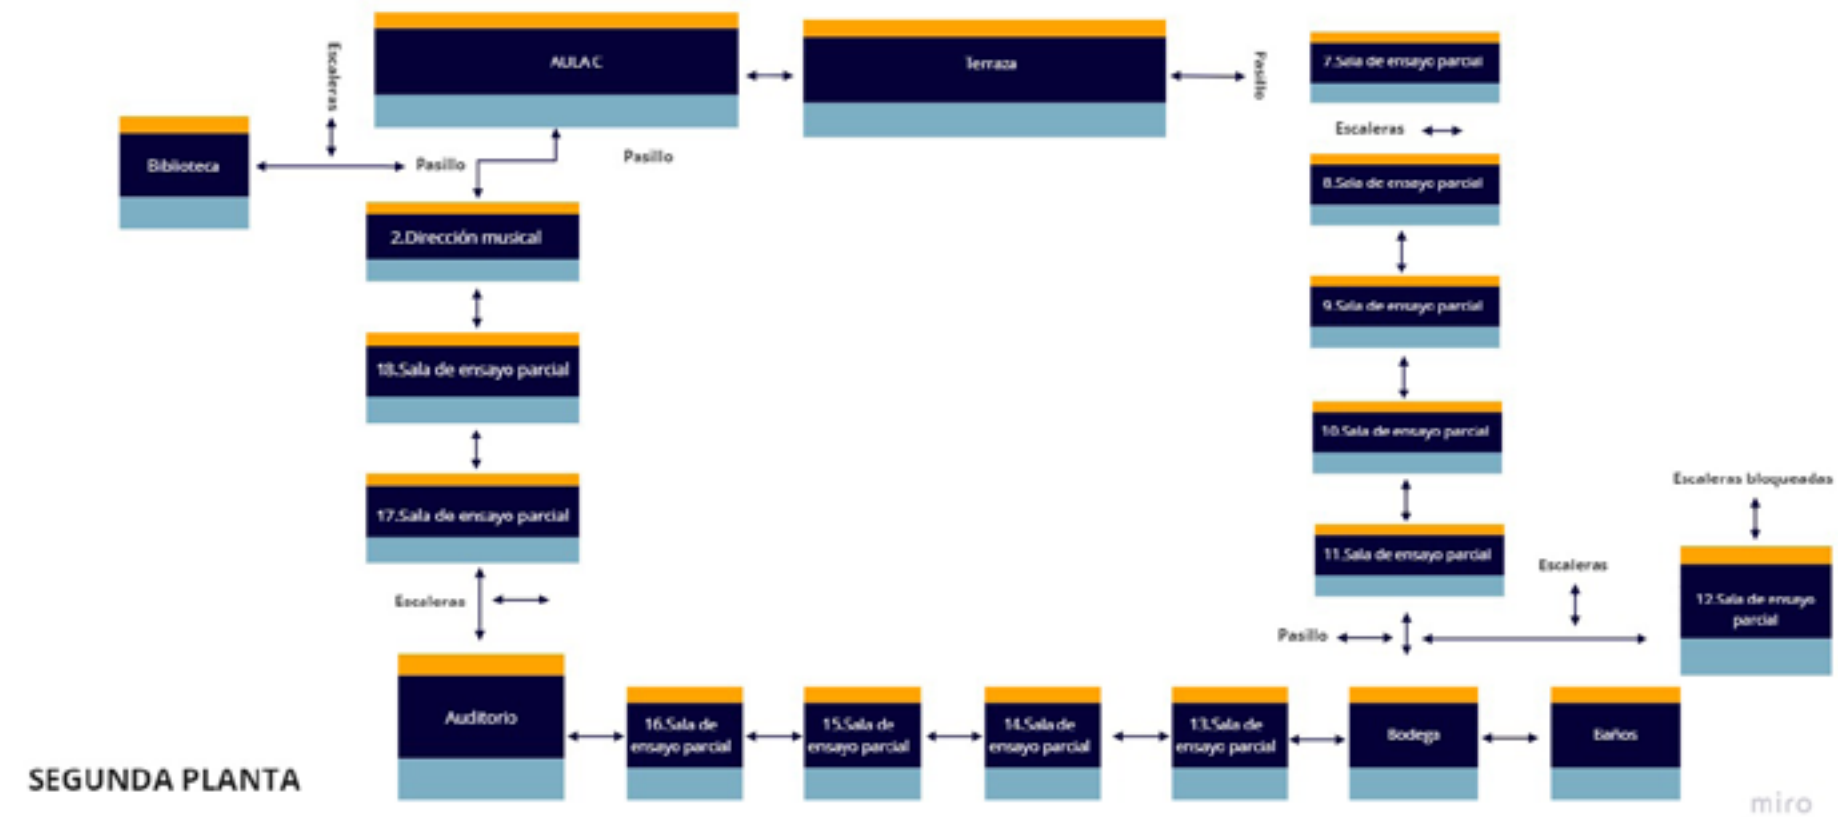 Escaleras
AULA C
Terraza
Pasillo
7.Sala de ensayo parcial
Escaleras
Biblioteca
Pasillo
Pasillo
8.Sala de ensayo parcial
2.Dirección musical
9.Sala de ensayo parcial
18.Sala de ensayo parcial
10.Sala de ensayo parcial
Escaleras bloqueadas
17.Sala de ensayo parcial
11.Sala de ensayo parcial
Escaleras
12.Sala de ensayo
parcial
Escaleras
Pasillo
Auditorio
16.Sala de
ensayo parcial
15.Sala de
ensayo parcial
14.Sala de
ensayo parcial
13.Sala de
ensayo parcial
Bodega
Baños
SEGUNDA PLANTA
miro